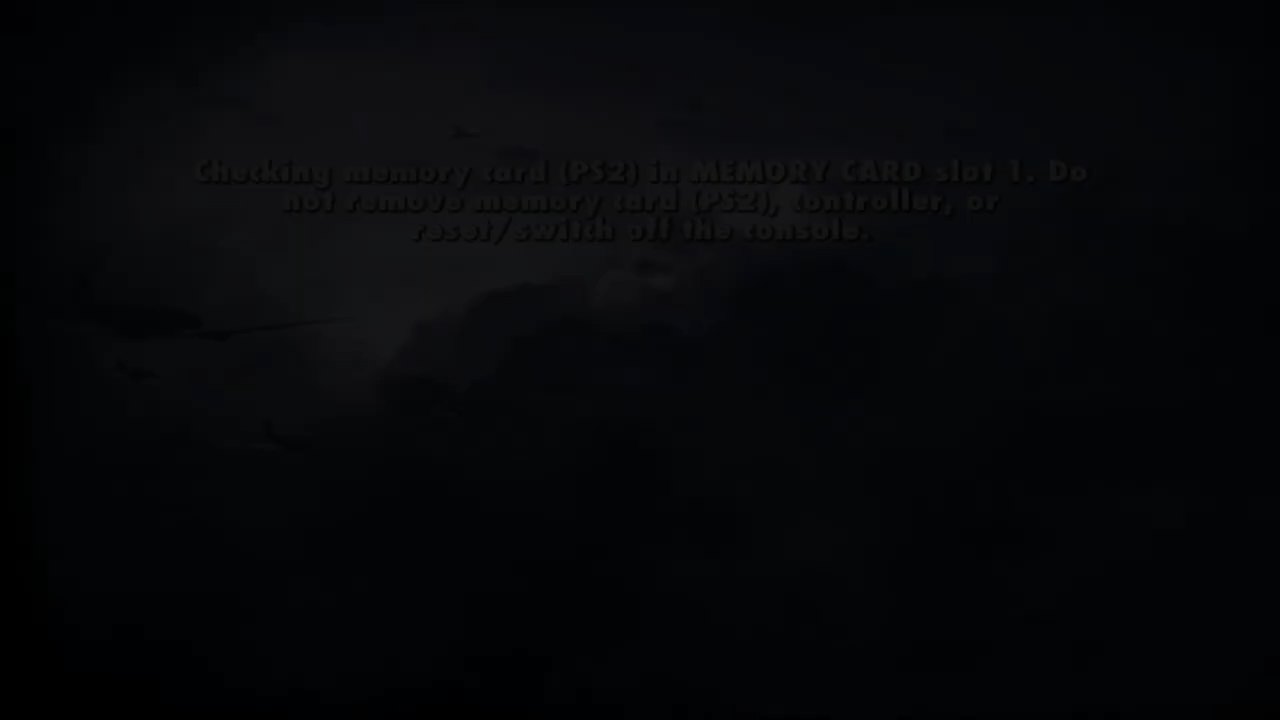 Checking memory card (PS2) in MEMORY CARD slot 1. Do
not remove memory card (PS2), controller, or
reset/switch off the console.